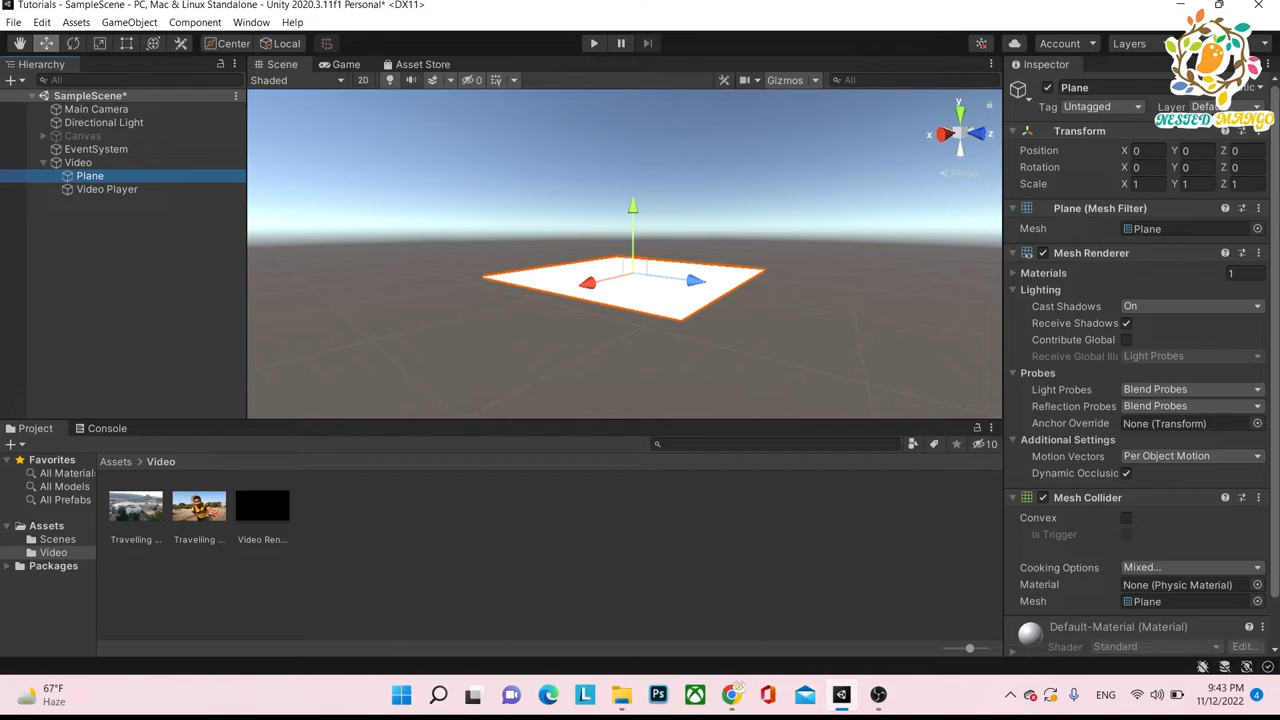 Tutorials - SampleScene - PC, Mac & Linux Standalone - Unity 2020.3.11f1 Personal* <DX11>
File Edit Assets GameObject Component Window Help
Center Local Account Layers
Hierarchy Scene Game Asset Store Inspector
All Shaded 2D 0 Gizmos All Plane
SampleScene*
Main Camera
Directional Light
Canvas
EventSystem
Video
Plane
Video Player
y
x z
Persp
Tag Untagged Layer
NESTED MANGO
Transform
Position X 0 Y 0 Z 0
Rotation X 0 Y 0 Z 0
Scale X 1 Y 1 Z 1
Plane (Mesh Filter)
Mesh Plane
Mesh Renderer
Materials 1
Lighting
Cast Shadows On
Receive Shadows
Contribute Global
Receive Global Illu Light Probes
Probes
Light Probes Blend Probes
Reflection Probes Blend Probes
Anchor Override None (Transform)
Additional Settings
Motion Vectors Per Object Motion
Dynamic Occlusic
Mesh Collider
Convex
Is Trigger
Cooking Options Mixed...
Material None (Physic Material)
Mesh Plane
Default-Material (Material)
Shader Standard Edit...
Project Console
10
Favorites
All Materials
All Models
All Prefabs
Assets
Scenes
Video
Packages
Assets > Video
Travelling ... Travelling ... Video Ren...
67°F
Haze
ENG
9:43 PM
11/12/2022
4